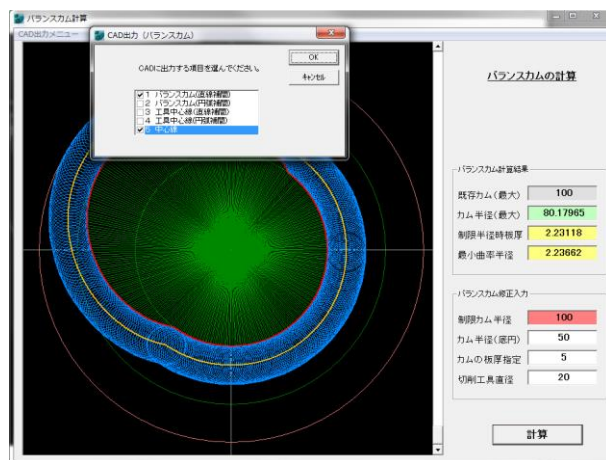 バランスカム計算
CAD出力メニュー
CAD出力 (バランスカム)
CADに出力する項目を選んでください。
OK
キャンセル
1 バランスカム(直線補間)
2 バランスカム(円弧補間)
3 工具中心線(直線補間)
4 工具中心線(円弧補間)
5 中心線
バランスカムの計算
バランスカム計算結果
既存カム(最大) 100
カム半径(最大) 80.17965
制限半径時板厚 2.23118
最小曲率半径 2.23662
バランスカム修正入力
制限カム半径 100
カム半径(底円) 50
カムの板厚指定 5
切削工具直径 20
計算